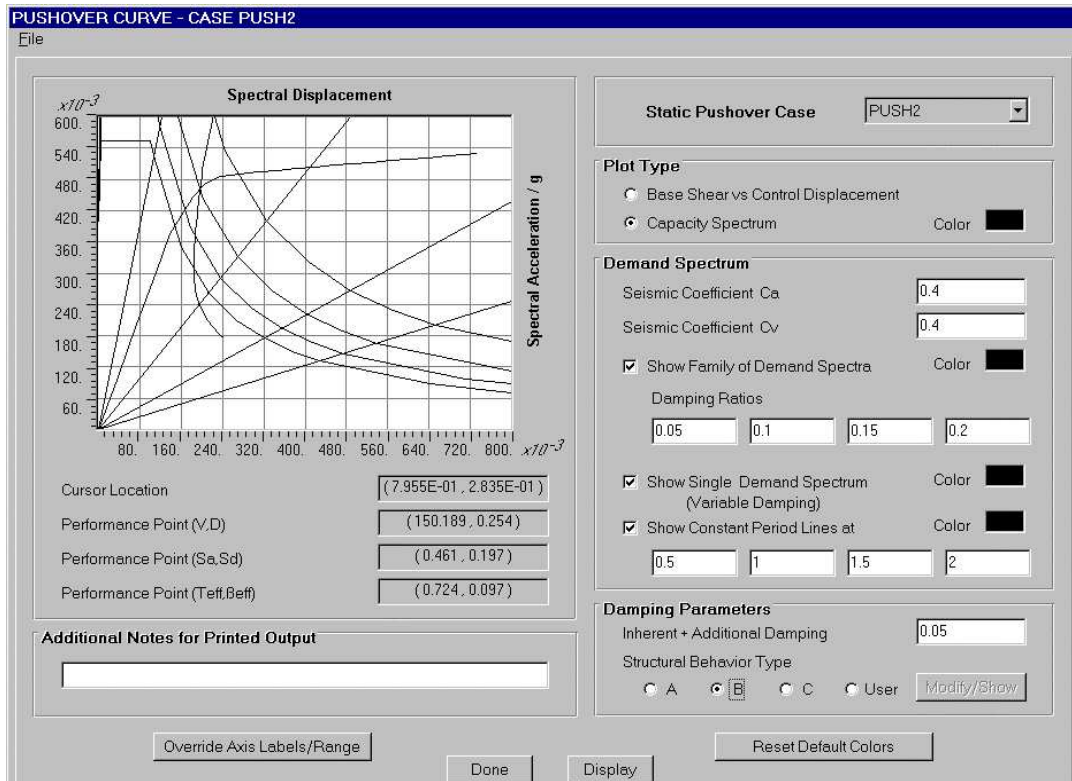 PUSHOVER CURVE - CASE PUSH2
File
Spectral Displacement
x10-3
600.
540.
480.
420.
360.
300.
240.
180.
120.
60.
Spectral Acceleration / g
80. 160. 240. 320. 400. 480. 560. 640. 720. 800. x10-3
Cursor Location (7.955E-01 , 2.835E-01)
Performance Point (V,D) (150.189 , 0.254)
Performance Point (Sa,Sd) (0.461 , 0.197)
Performance Point (Teff,Beff) (0.724 , 0.097)
Additional Notes for Printed Output
Override Axis Labels/Range
Static Pushover Case PUSH2
Plot Type
Base Shear vs Control Displacement
Capacity Spectrum Color
Demand Spectrum
Seismic Coefficient Ca 0.4
Seismic Coefficient Cv 0.4
Show Family of Demand Spectra Color
Damping Ratios
0.05 0.1 0.15 0.2
Show Single Demand Spectrum Color
(Variable Damping)
Show Constant Period Lines at Color
0.5 1 1.5 2
Damping Parameters
Inherent + Additional Damping 0.05
Structural Behavior Type
A B C User Modify/Show
Reset Default Colors
Done Display